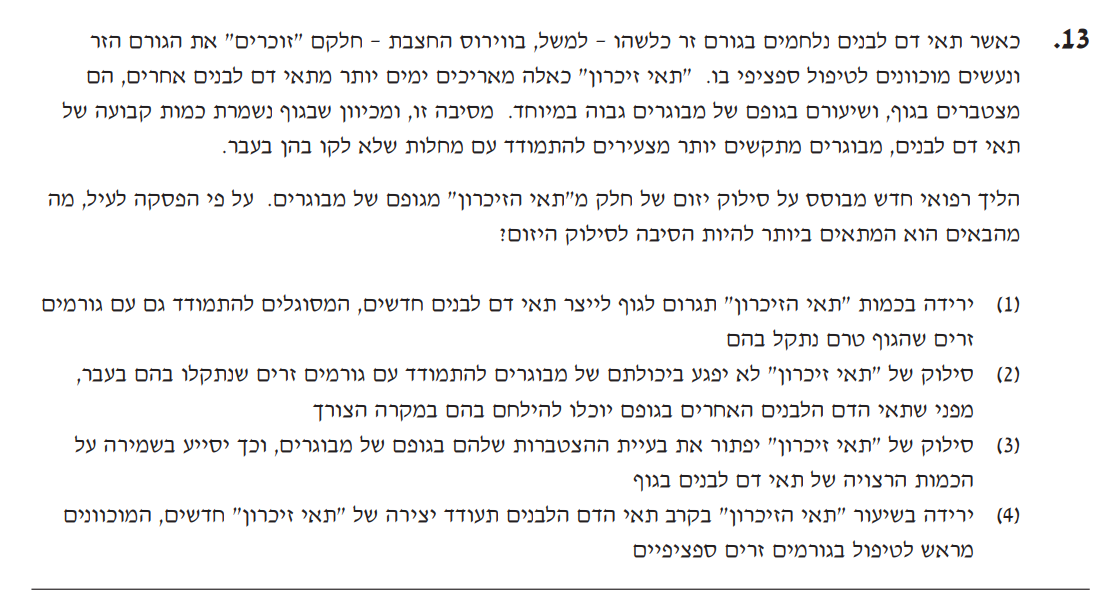 13. כאשר תאי דם לבנים נלחמים בגורם זר כלשהו – למשל, בווירוס החצבת – חלקם "זוכרים" את הגורם הזר
ונעשים מוכוונים לטיפול ספציפי בו. "תאי זיכרון" כאלה מאריכים ימים יותר מתאי דם לבנים אחרים, הם
מצטברים בגוף, ושיעורם בגופם של מבוגרים גבוה במיוחד. מסיבה זו, ומכיוון שבגוף נשמרת כמות קבועה של
תאי דם לבנים, מבוגרים מתקשים יותר מצעירים להתמודד עם מחלות שלא לקו בהן בעבר.
הליך רפואי חדש מבוסס על סילוק יזום של חלק מ"תאי הזיכרון" מגופם של מבוגרים. על פי הפסקה לעיל, מה
מהבאים הוא המתאים ביותר להיות הסיבה לסילוק היזום?
(1) ירידה בכמות "תאי הזיכרון" תגרום לגוף לייצר תאי דם לבנים חדשים, המסוגלים להתמודד גם עם גורמים
זרים שהגוף טרם נתקל בהם
(2) סילוק של "תאי זיכרון" לא יפגע ביכולתם של מבוגרים להתמודד עם גורמים זרים שנתקלו בהם בעבר,
מפני שתאי הדם הלבנים האחרים בגופם יוכלו להילחם בהם במקרה הצורך
(3) סילוק של "תאי זיכרון" יפתור את בעיית ההצטברות שלהם בגופם של מבוגרים, וכך יסייע בשמירה על
הכמות הרצויה של תאי דם לבנים בגוף
(4) ירידה בשיעור "תאי הזיכרון" בקרב תאי הדם הלבנים תעודד יצירה של "תאי זיכרון" חדשים, המוכוונים
מראש לטיפול בגורמים זרים ספציפיים